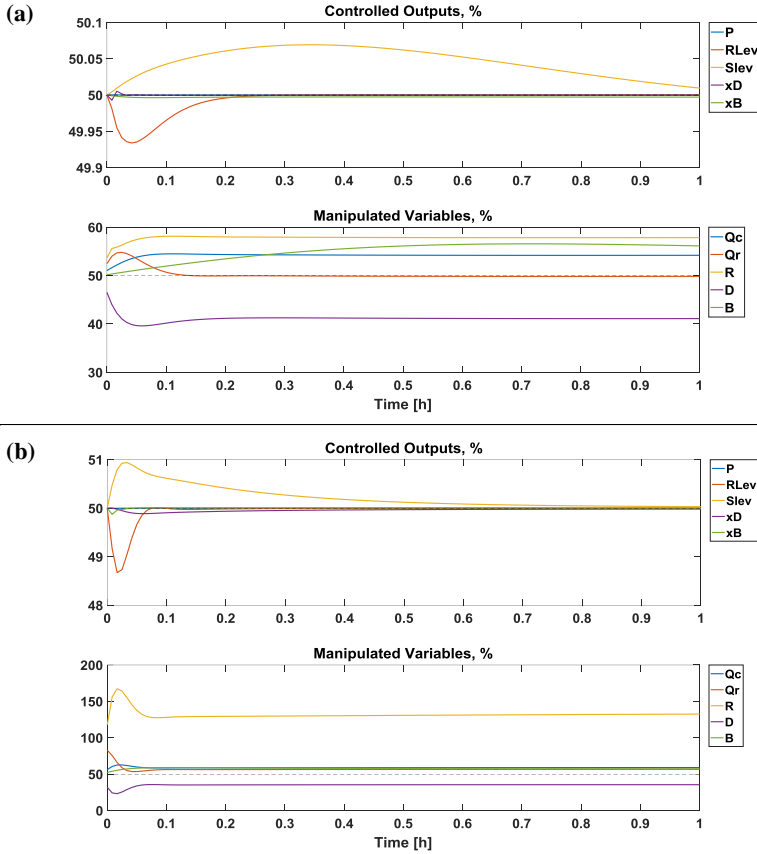 (a)
Controlled Outputs, %
50.1
50.05
50
49.95
49.9
0 0.1 0.2 0.3 0.4 0.5 0.6 0.7 0.8 0.9 1
P
RLev
Slev
xD
xB
Manipulated Variables, %
60
50
40
30
0 0.1 0.2 0.3 0.4 0.5 0.6 0.7 0.8 0.9 1
Time [h]
Qc
Qr
R
D
B
(b)
Controlled Outputs, %
51
50
49
48
0 0.1 0.2 0.3 0.4 0.5 0.6 0.7 0.8 0.9 1
P
RLev
Slev
xD
xB
Manipulated Variables, %
200
150
100
50
0
0 0.1 0.2 0.3 0.4 0.5 0.6 0.7 0.8 0.9 1
Time [h]
Qc
Qr
R
D
B